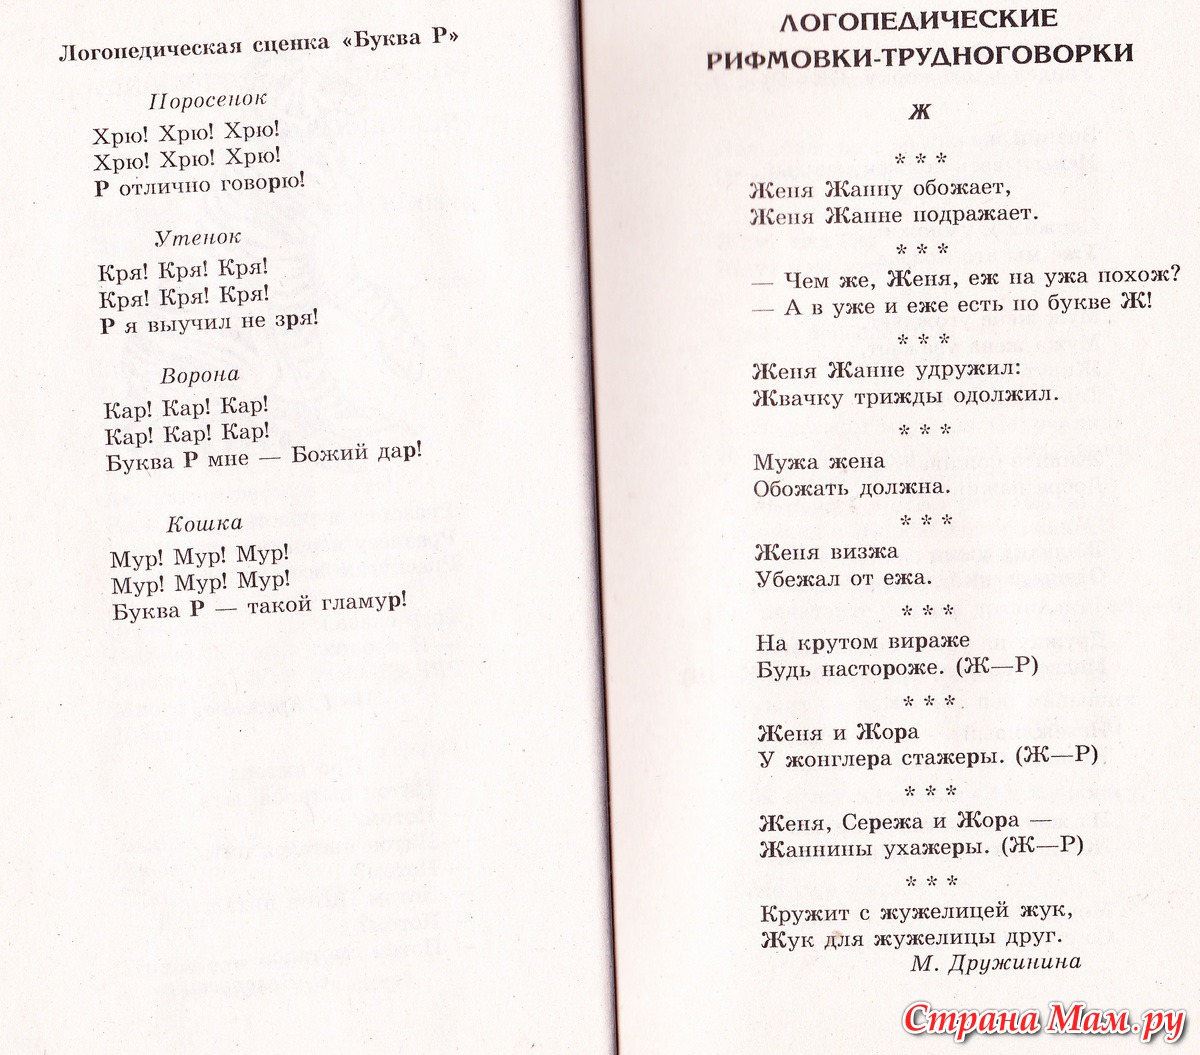 Логопедическая сценка «Буква Р»
Поросенок
Хрю! Хрю! Хрю!
Хрю! Хрю! Хрю!
Р отлично говорю!
Утенок
Кря! Кря! Кря!
Кря! Кря! Кря!
Р я выучил не зря!
Ворона
Кар! Кар! Кар!
Кар! Кар! Кар!
Буква Р мне — Божий дар!
Кошка
Мур! Мур! Мур!
Мур! Мур! Мур!
Буква Р — такой гламур!
ЛОГОПЕДИЧЕСКИЕ
РИФМОВКИ-ТРУДНОГОВОРКИ
Ж
* * *
Женя Жанну обожает,
Женя Жанне подражает.
* * *
— Чем же, Женя, еж на ужа похож?
— А в уже и еже есть по букве Ж!
* * *
Женя Жанне удружил:
Жвачку трижды одолжил.
* * *
Мужа жена
Обожать должна.
* * *
Женя визжа
Убежал от ежа.
* * *
На крутом вираже
Будь настороже. (Ж—Р)
* * *
Женя и Жора
У жонглера стажеры. (Ж—Р)
* * *
Женя, Сережа и Жора —
Жаннины ухажеры. (Ж—Р)
* * *
Кружит с жужелицей жук,
Жук для жужелицы друг.
М. Дружинина
Страна Мам.ру